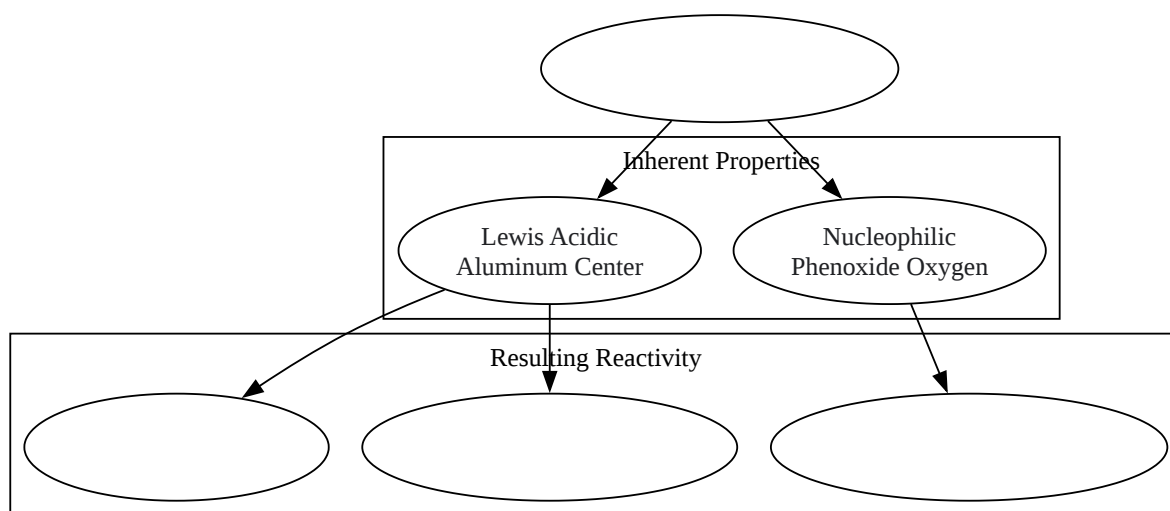 Inherent Properties
Lewis Acidic
Aluminum Center
Nucleophilic
Phenoxide Oxygen
Resulting Reactivity